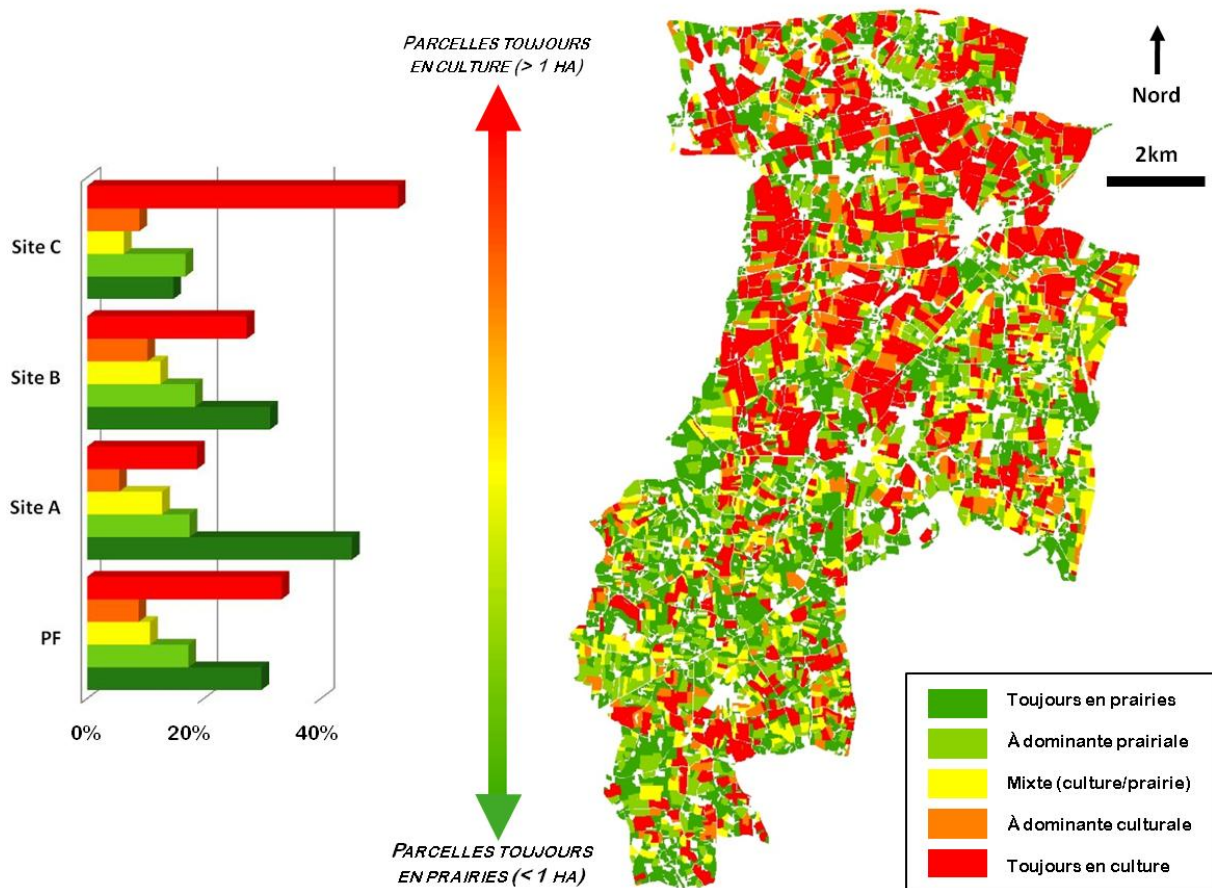 Site C
Site B
Site A
PF
0%
20%
40%
PARCELLES TOUJOURS
EN CULTURE (> 1 HA)
PARCELLES TOUJOURS
EN PRAIRIES (< 1 HA)
Nord
2km
Toujours en prairies
À dominante prairiale
Mixte (culture/prairie)
À dominante culturale
Toujours en culture